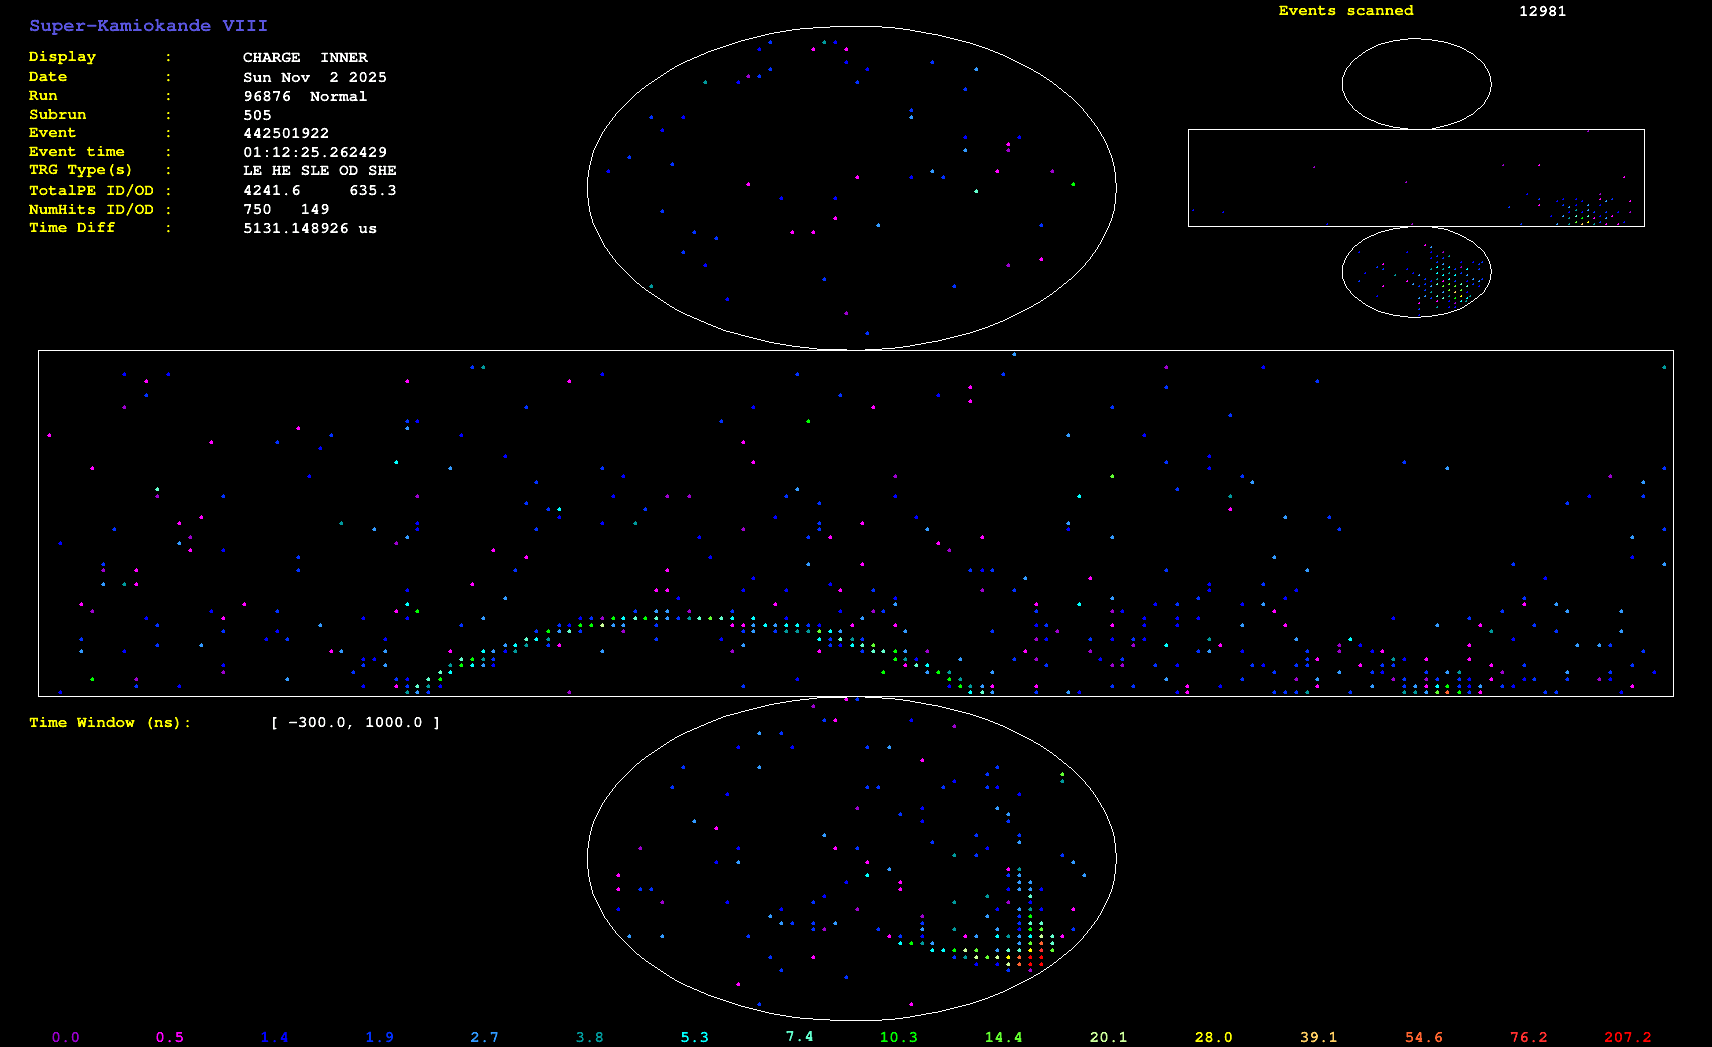 Super-Kamiokande VIII
Events scanned 12981
Display : CHARGE INNER
Date : Sun Nov 2 2025
Run : 96876 Normal
Subrun : 505
Event : 442501922
Event time : 01:12:25.262429
TRG Type(s) : LE HE SLE OD SHE
TotalPE ID/OD : 4241.6 635.3
NumHits ID/OD : 750 149
Time Diff : 5131.148926 us
Time Window (ns): [ −300.0, 1000.0 ]
0.0 0.5 1.4 1.9 2.7 3.8 5.3 7.4 10.3 14.4 20.1 28.0 39.1 54.6 76.2 207.2